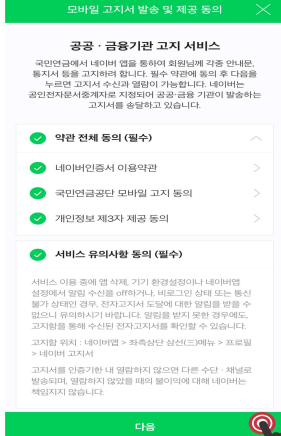 모바일 고지서 발송 및 제공 동의
공공 · 금융기관 고지 서비스
국민연금에서 네이버 앱을 통하여 회원님께 각종 안내문,
통지서 등을 고지하려 합니다. 필수 약관에 동의 후 다음을
누르면 고지서 수신과 열람이 가능합니다. 네이버는
공인전자문서중계자로 지정되어 공공·금융 기관이 발송하는
고지서를 송달하고 있습니다.
약관 전체 동의 (필수)
네이버인증서 이용약관
국민연금공단 모바일 고지 동의
개인정보 제3자 제공 동의
서비스 유의사항 동의 (필수)
서비스 이용 중에 앱 삭제, 기기 환경설정이나 네이버앱
설정에서 알림 수신을 off하거나, 비로그인 상태 또는 통신
불가 상태인 경우, 전자고지서 도달에 대한 알림을 받을 수
없으니 유의하시기 바랍니다. 알림을 받지 못한 경우에도,
고지함을 통해 수신된 전자고지서를 확인할 수 있습니다.
고지함 위치 : 네이버앱 > 좌측상단 삼선(三)메뉴 > 프로필
> 네이버 고지서
고지서를 인증기한 내 열람하지 않으면 다른 수단 · 채널로
발송되며, 열람하지 않았을 때의 불이익에 대해 네이버는
책임지지 않습니다.
다음